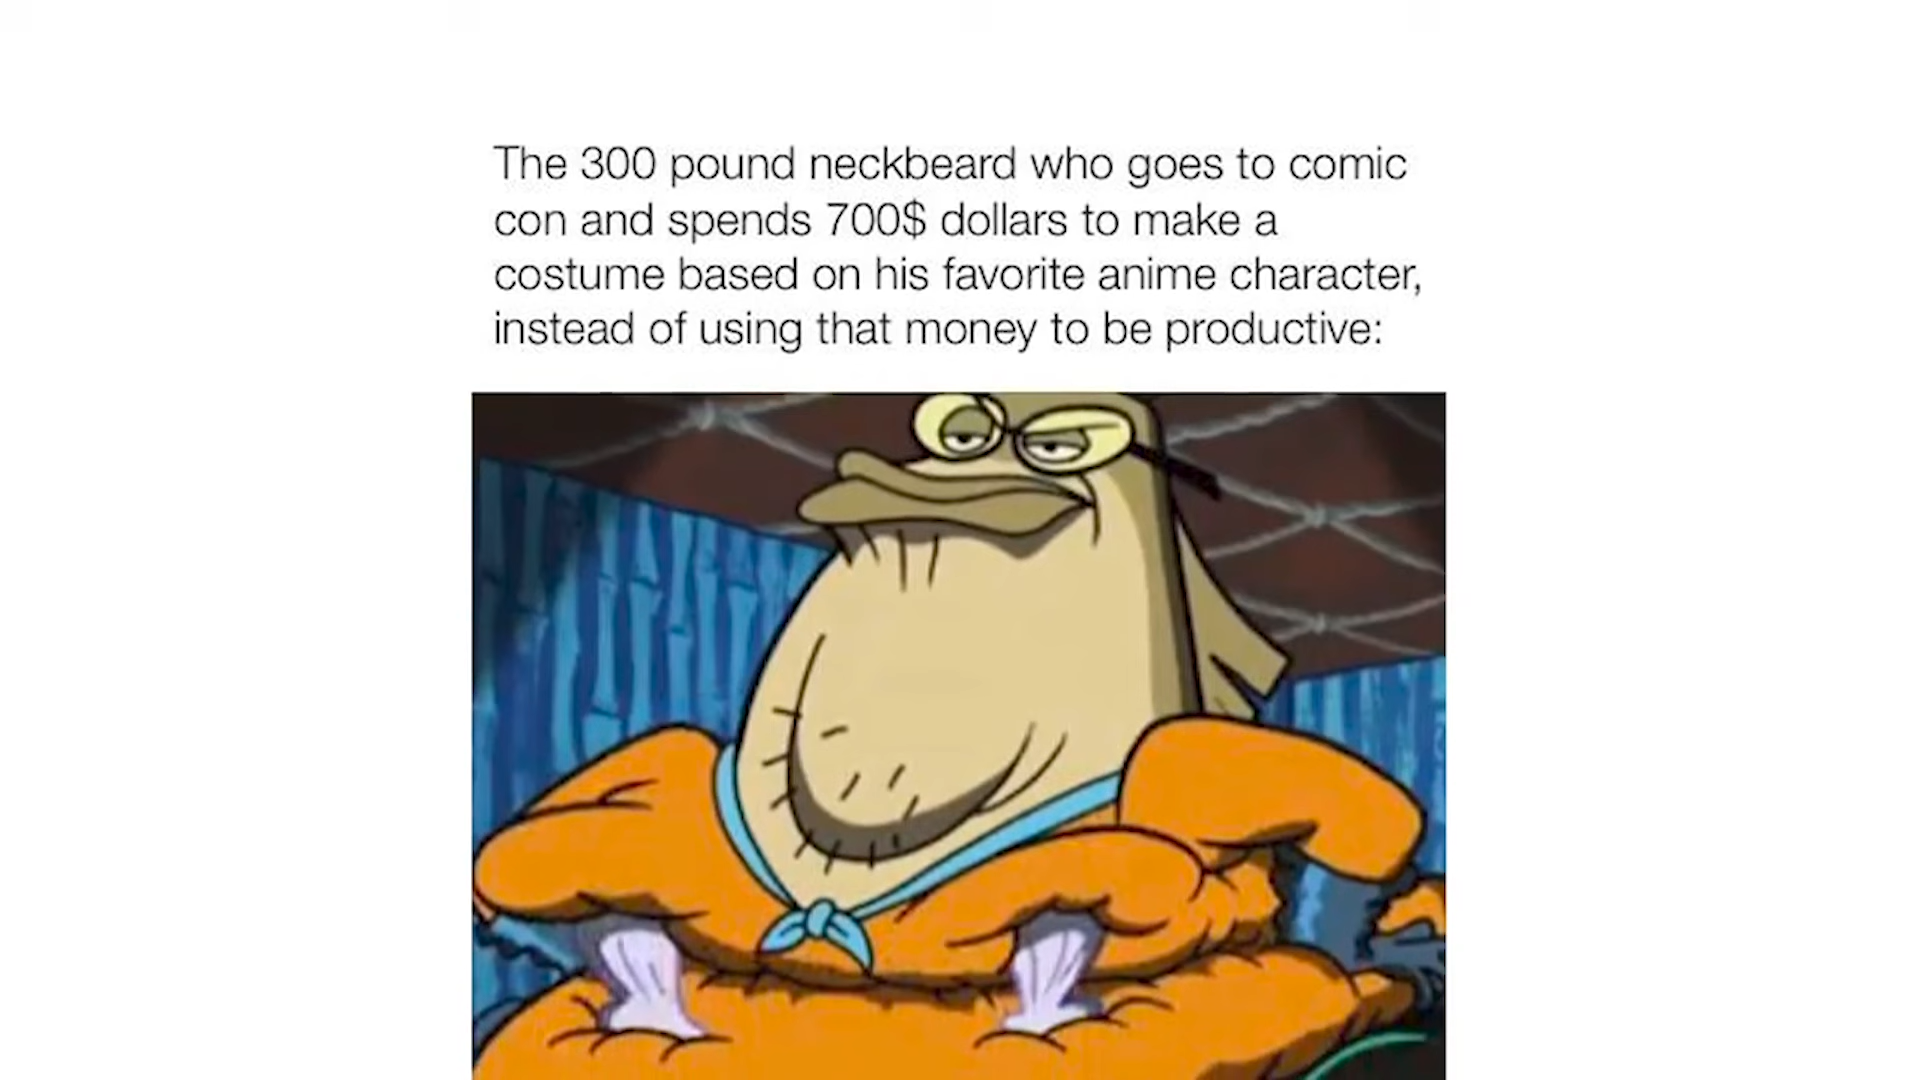 The 300 pound neckbeard who goes to comic
con and spends 700$ dollars to make a
costume based on his favorite anime character,
instead of using that money to be productive: